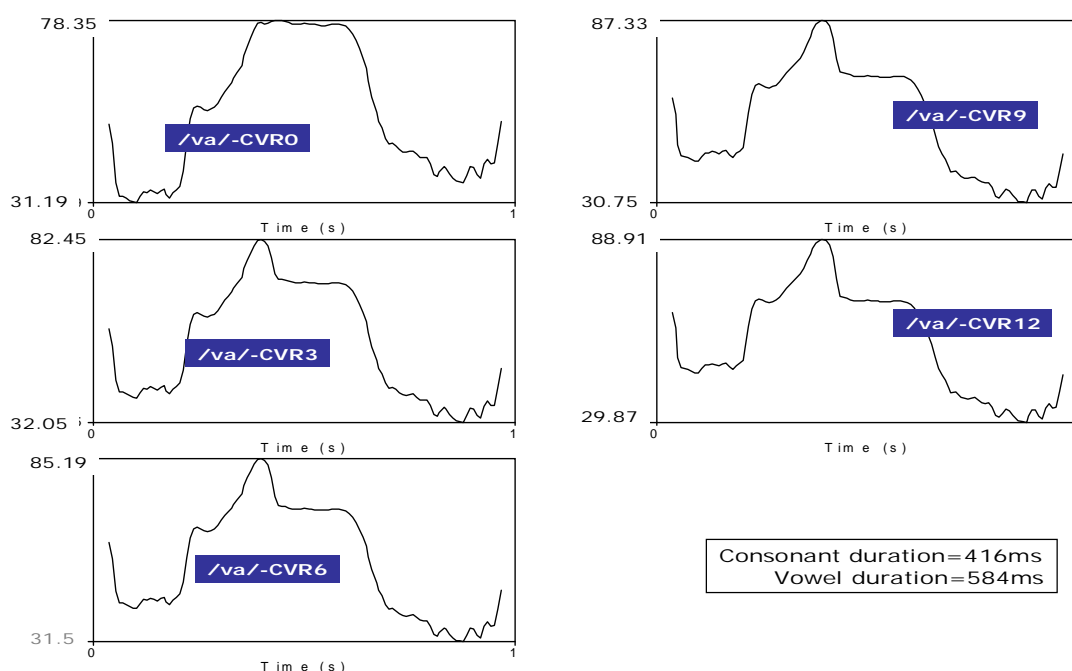 78.35
/va/-CVR0
31.19
0
1
Time (s)
82.45
/va/-CVR3
32.05
0
1
Time (s)
85.19
/va/-CVR6
31.5
0
1
Time (s)
87.33
/va/-CVR9
30.75
0
Time (s)
88.91
/va/-CVR12
29.87
0
Time (s)
Consonant duration=416ms
Vowel duration=584ms